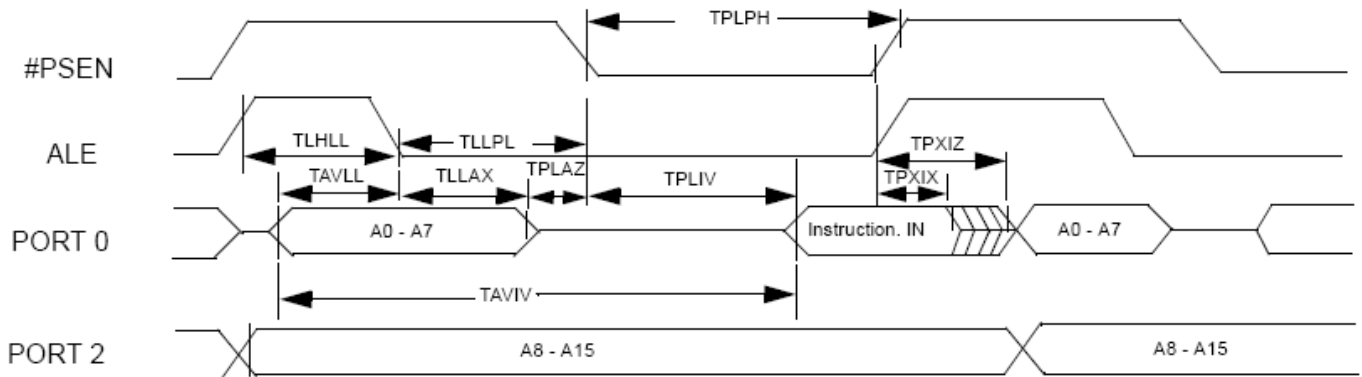 TPLPH
#PSEN
ALE
TLHLL
TLLPL
TPXIZ
TAVLL
TLLAX
TPLAZ
TPLIV
TPXIX
PORT 0
A0 - A7
Instruction. IN
A0 - A7
TAVIV
PORT 2
A8 - A15
A8 - A15